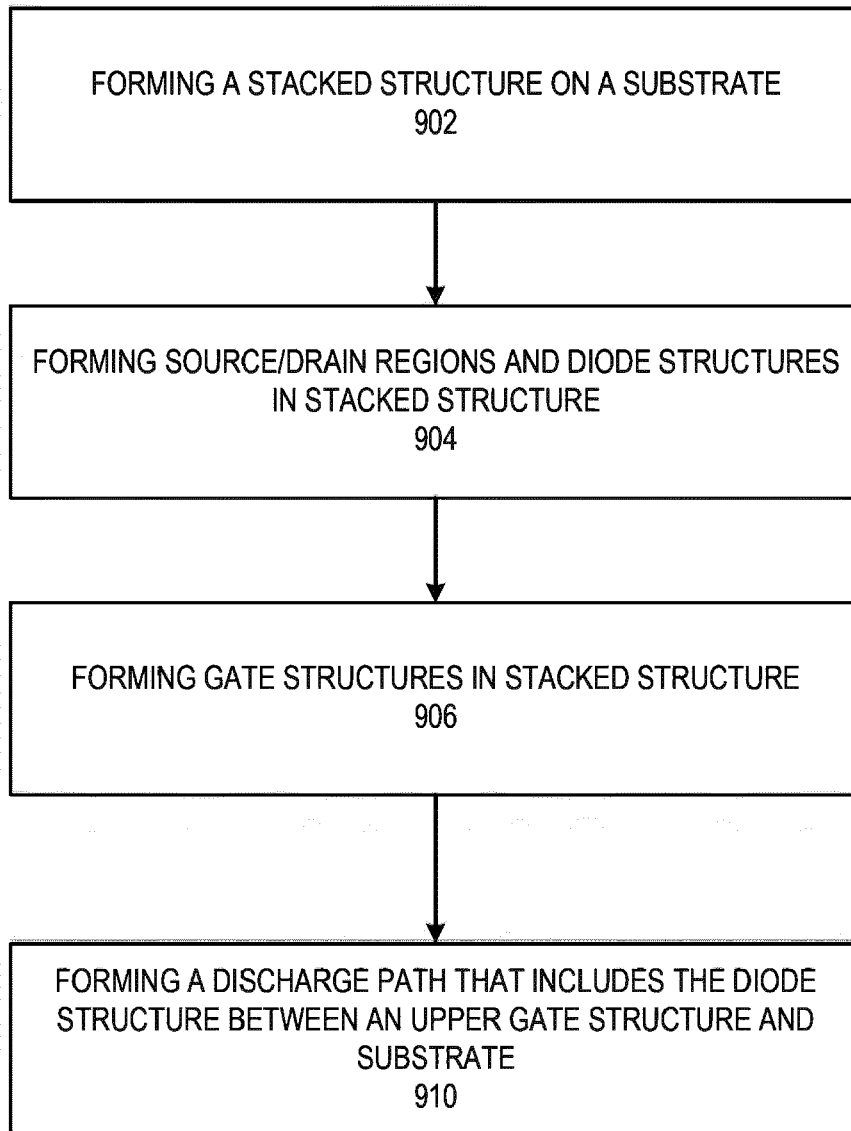 FORMING A STACKED STRUCTURE ON A SUBSTRATE
902
FORMING SOURCE/DRAIN REGIONS AND DIODE STRUCTURES
IN STACKED STRUCTURE
904
FORMING GATE STRUCTURES IN STACKED STRUCTURE
906
FORMING A DISCHARGE PATH THAT INCLUDES THE DIODE
STRUCTURE BETWEEN AN UPPER GATE STRUCTURE AND
SUBSTRATE
910